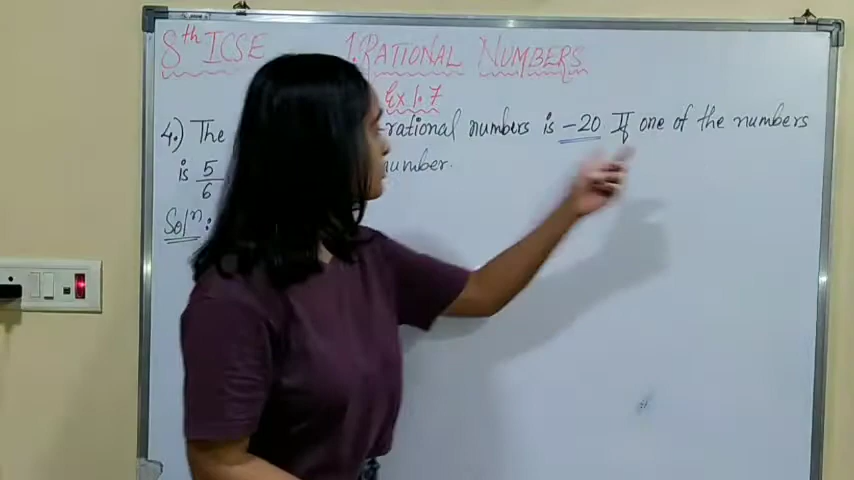 8th ICSE 1. RATIONAL NUMBERS
Ex 1.7
4.) The rational numbers is -20 If one of the numbers
is 5/6 number.
Solⁿ: